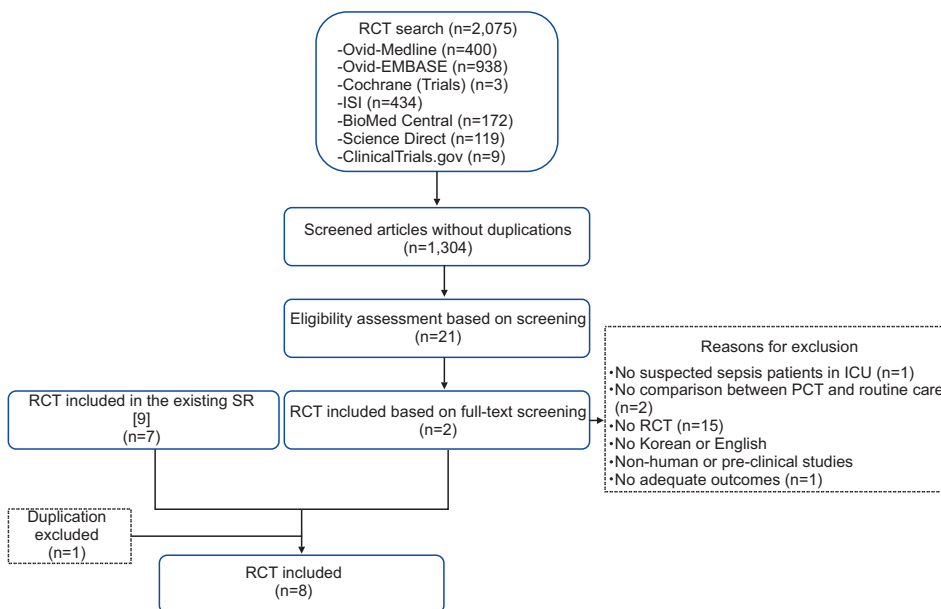 RCT search (n=2,075)
-Ovid-Medline (n=400)
-Ovid-EMBASE (n=938)
-Cochrane (Trials) (n=3)
-ISI (n=434)
-BioMed Central (n=172)
-Science Direct (n=119)
-ClinicalTrials.gov (n=9)
Screened articles without duplications
(n=1,304)
Eligibility assessment based on screening
(n=21)
RCT included in the existing SR
[9]
(n=7)
RCT included based on full-text screening
(n=2)
Reasons for exclusion
·No suspected sepsis patients in ICU (n=1)
·No comparison between PCT and routine care
(n=2)
·No RCT (n=15)
·No Korean or English
·Non-human or pre-clinical studies
·No adequate outcomes (n=1)
Duplication
excluded
(n=1)
RCT included
(n=8)